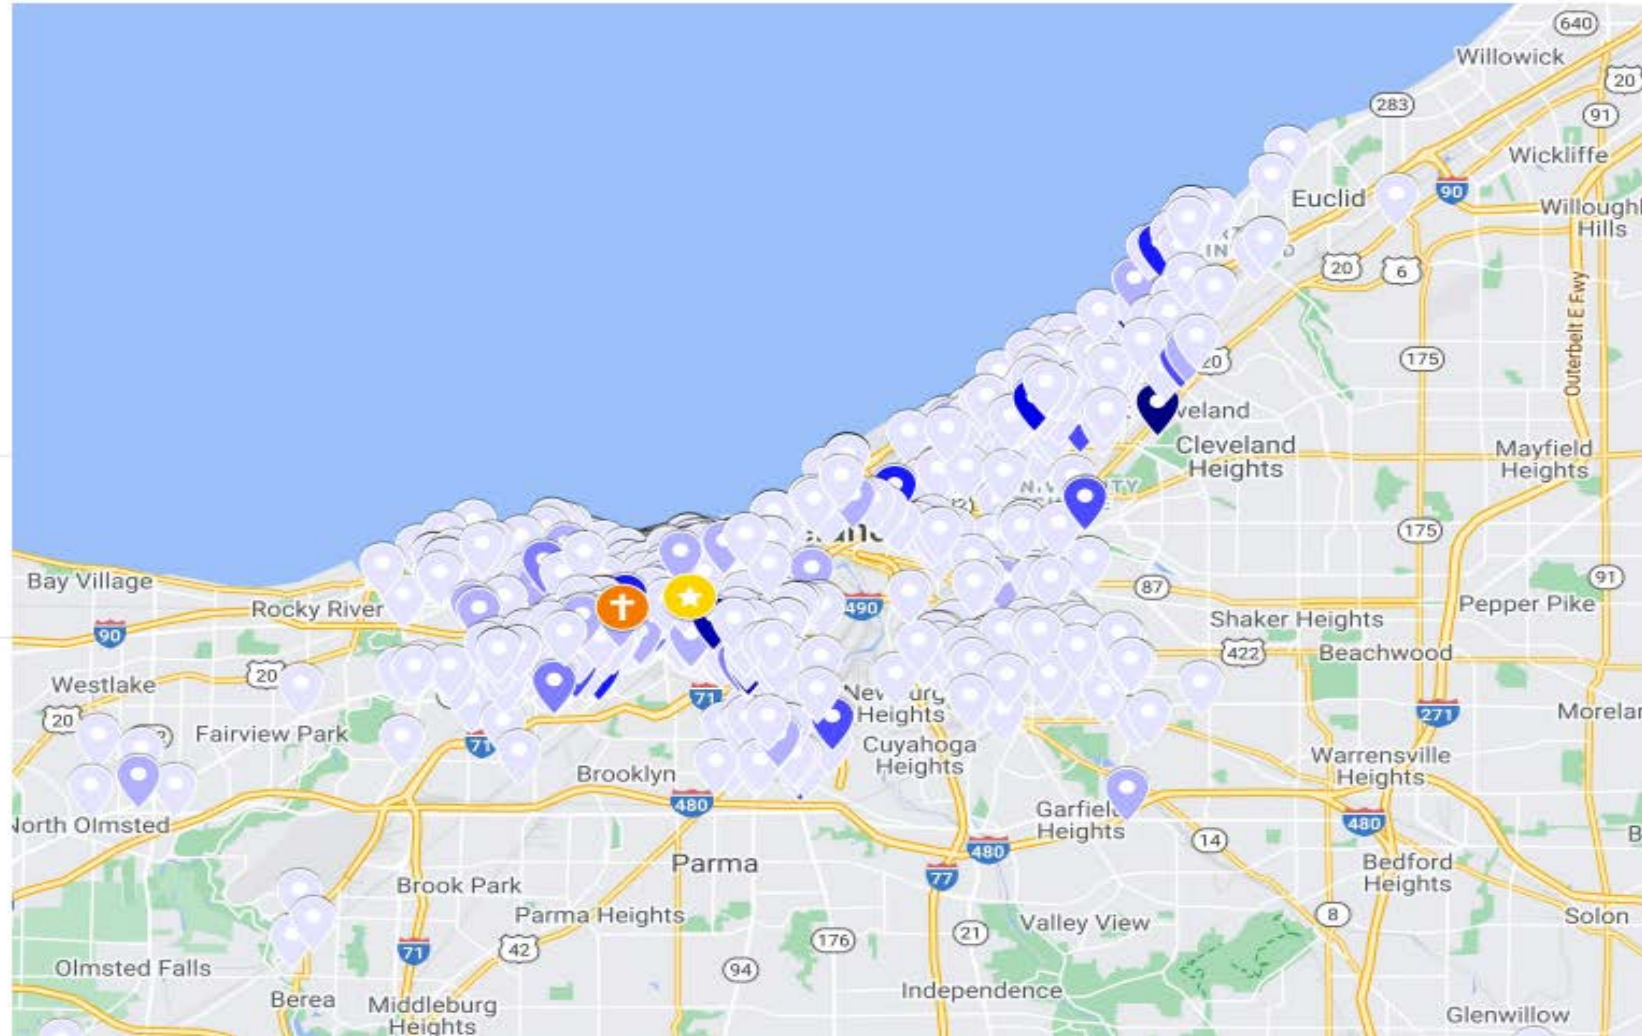 640
Willowick
20
283
91
Wickliffe
Euclid
90
Willough
Hills
20
6
Outerbelt E Fwy
175
20
veland
Cleveland
Heights
Mayfield
Heights
175
Bay Village
Rocky River
90
490
87
91
Pepper Pike
Shaker Heights
422
Beachwood
Westlake
20
20
71
271
Heights
Morelan
Fairview Park
71
Cuyahoga
Heights
Warrensville
Heights
Brooklyn
480
North Olmsted
Garfield
Heights
480
14
480
Parma
77
Bedford
Heights
Brook Park
Parma Heights
8
Solon
42
71
176
21
Valley View
Olmsted Falls
94
Berea
Middleburg
Heights
Independence
Glenwillow